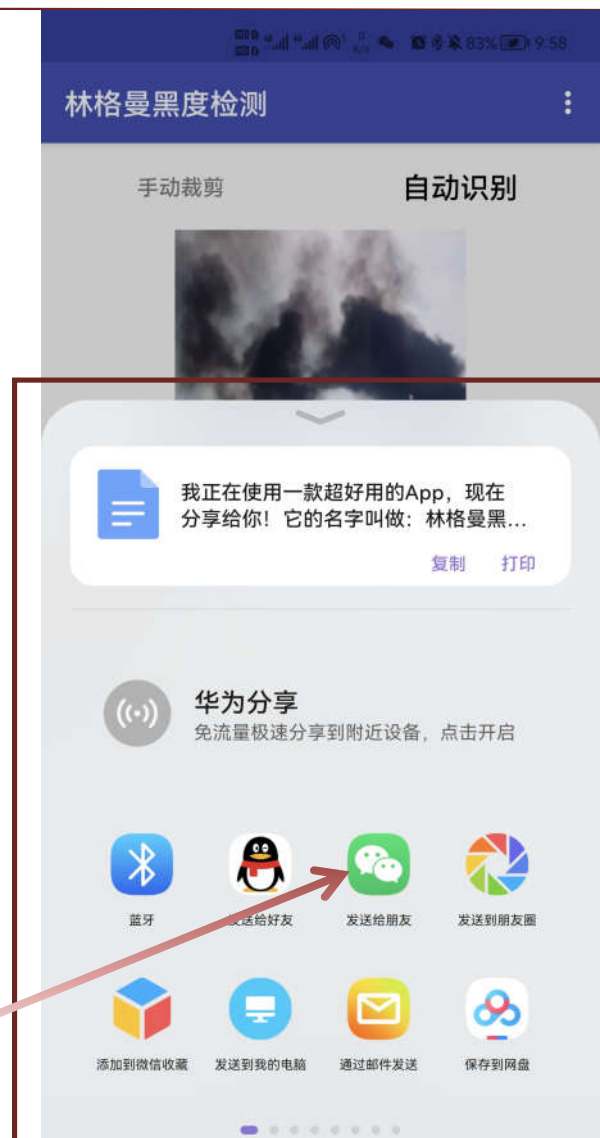 83% 9:58
林格曼黑度检测
手动裁剪
自动识别
我正在使用一款超好用的App，现在
分享给你！它的名字叫做：林格曼黑...
复制 打印
华为分享
免流量极速分享到附近设备，点击开启
蓝牙 发送给好友 发送给朋友 发送到朋友圈
添加到微信收藏 发送到我的电脑 通过邮件发送 保存到网盘